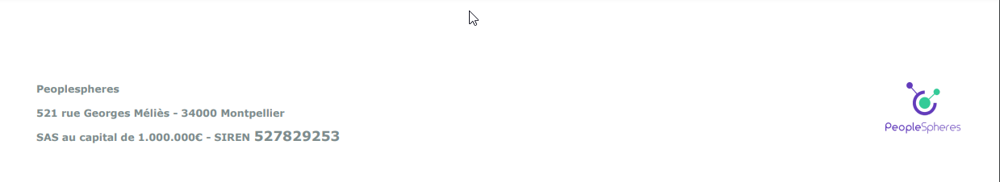 Peoplespheres
521 rue Georges Méliès - 34000 Montpellier
SAS au capital de 1.000.000€ - SIREN 527829253
PeopleSpheres